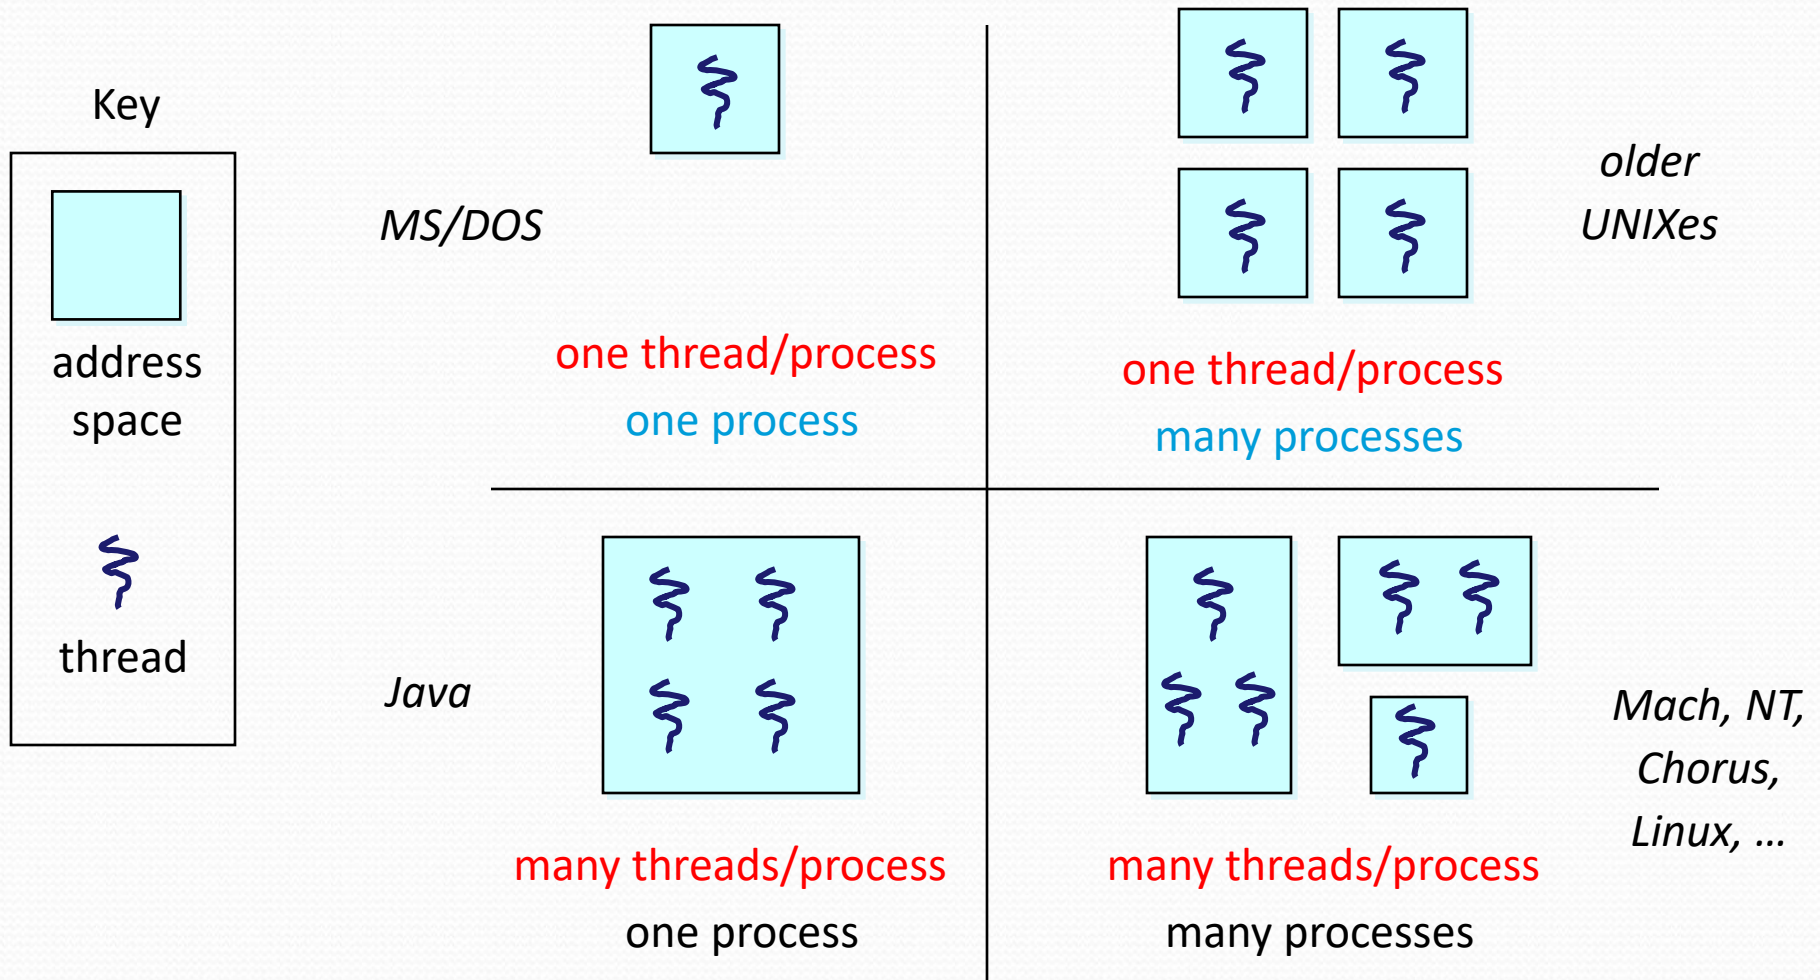 Key
address
space
thread
MS/DOS
one thread/process
one process
older
UNIXes
one thread/process
many processes
Java
many threads/process
one process
Mach, NT,
Chorus,
Linux, …
many threads/process
many processes